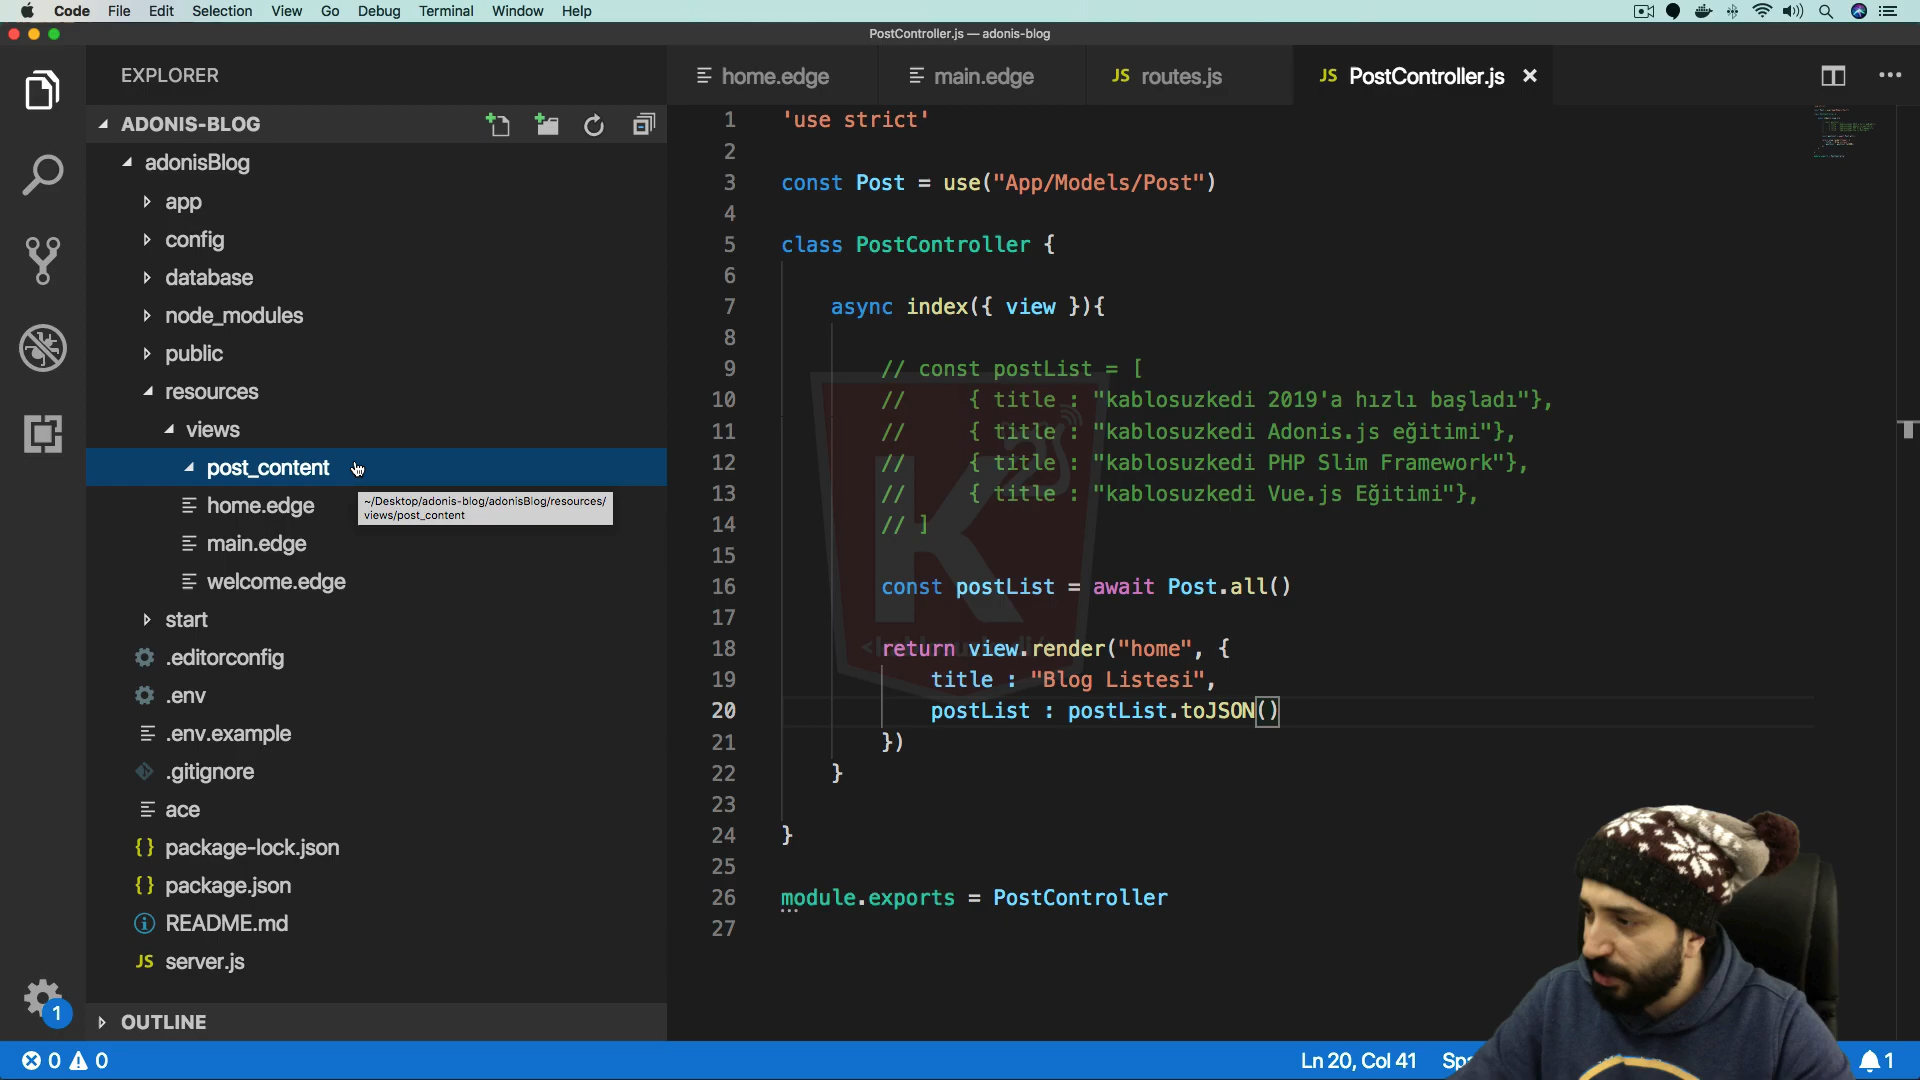 Code File Edit Selection View Go Debug Terminal Window Help
PostController.js — adonis-blog
EXPLORER
ADONIS-BLOG
adonisBlog
app
config
database
node_modules
public
resources
views
post_content
~/Desktop/adonis-blog/adonisBlog/resources/
views/post_content
home.edge
main.edge
welcome.edge
start
.editorconfig
.env
.env.example
.gitignore
ace
{} package-lock.json
{} package.json
README.md
JS server.js
OUTLINE
home.edge main.edge JS routes.js JS PostController.js
1 'use strict'
2
3 const Post = use("App/Models/Post")
4
5 class PostController {
6
7 async index({ view }){
8
9 // const postList = [
10 // { title : "kablosuzkedi 2019'a hızlı başladı"},
11 // { title : "kablosuzkedi Adonis.js eğitimi"},
12 // { title : "kablosuzkedi PHP Slim Framework"},
13 // { title : "kablosuzkedi Vue.js Eğitimi"},
14 // ]
15
16 const postList = await Post.all()
17
18 return view.render("home", {
19 title : "Blog Listesi",
20 postList : postList.toJSON()
21 })
22 }
23
24 }
25
26 module.exports = PostController
27
1
0 0
Ln 20, Col 41
1